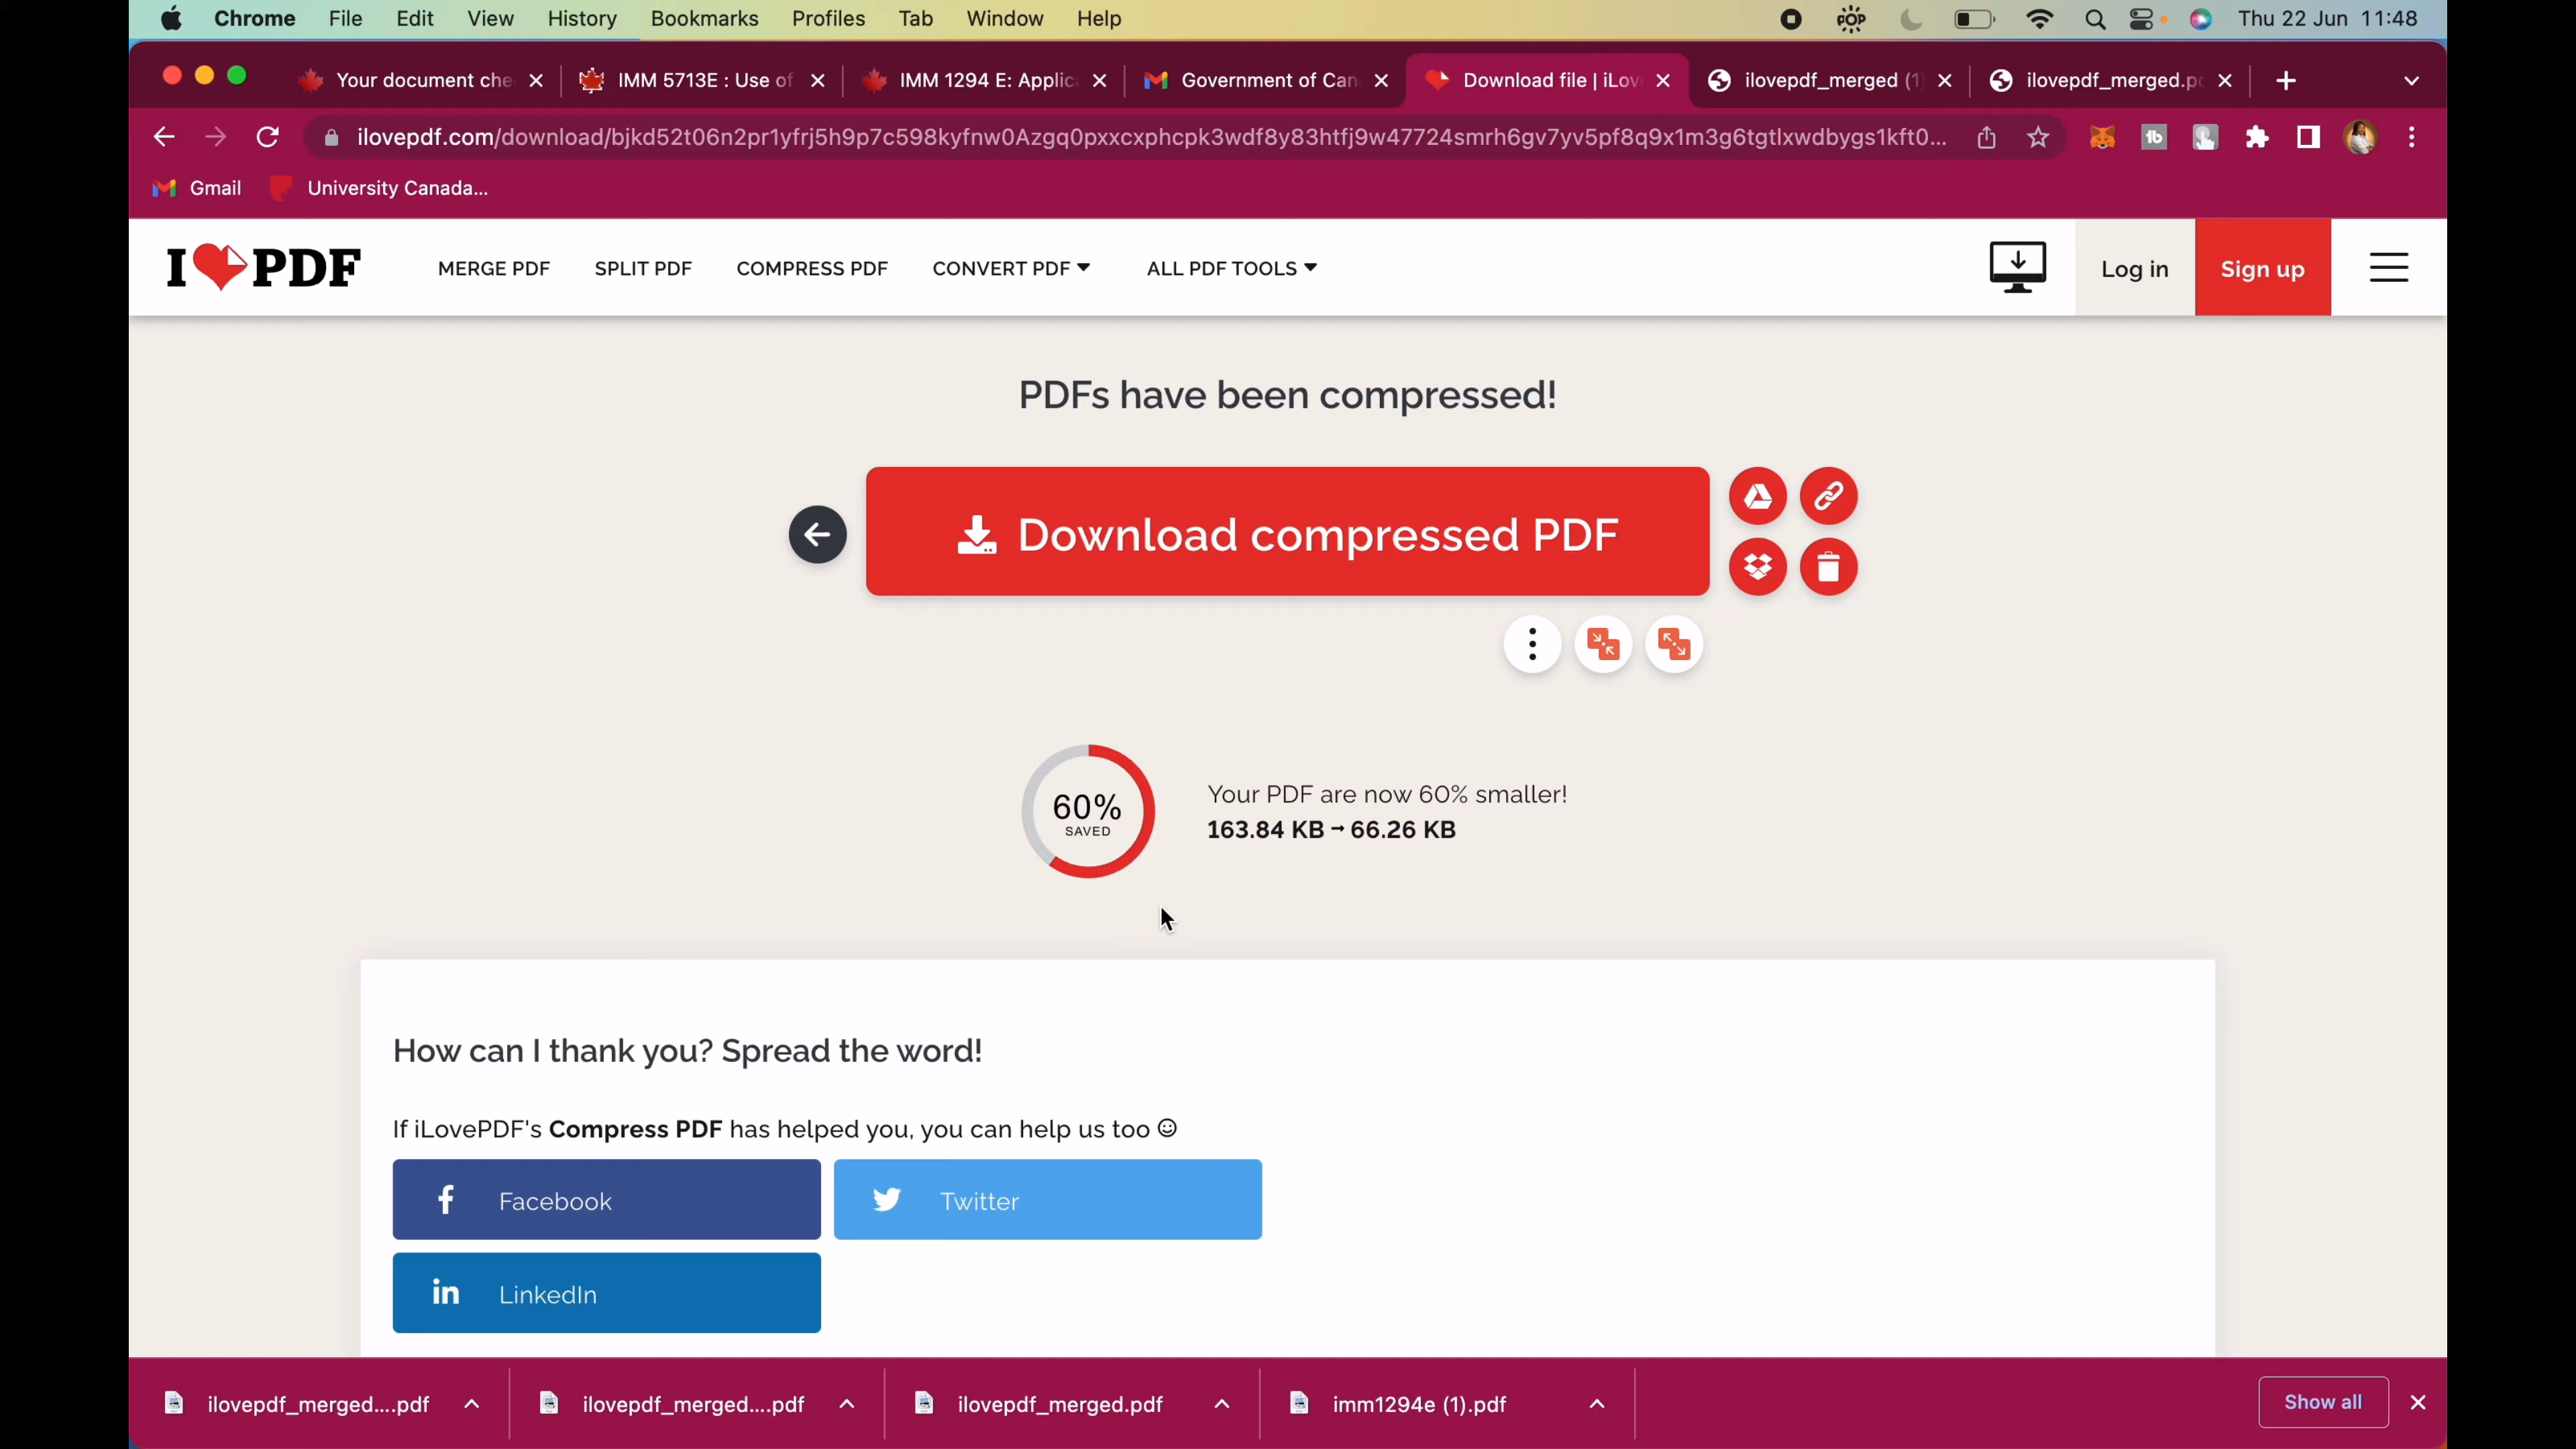 Chrome File Edit View History Bookmarks Profiles Tab Window Help POP Thu 22 Jun 11:48
Your document che IMM 5713E : Use of IMM 1294 E: Applic Government of Can Download file | iLov ilovepdf_merged (1) ilovepdf_merged.pd
ilovepdf.com/download/bjkd52t06n2pr1yfrj5h9p7c598kyfnw0Azgq0pxxcxphcpk3wdf8y83htfj9w47724smrh6gv7yv5pf8q9x1m3g6tgtlxwdbygs1kft0... tb
Gmail University Canada...
I PDF MERGE PDF SPLIT PDF COMPRESS PDF CONVERT PDF ALL PDF TOOLS Log in Sign up
PDFs have been compressed!
Download compressed PDF
60%
SAVED
Your PDF are now 60% smaller!
163.84 KB → 66.26 KB
How can I thank you? Spread the word!
If iLovePDF's Compress PDF has helped you, you can help us too ☺
Facebook Twitter
LinkedIn
ilovepdf_merged....pdf ilovepdf_merged....pdf ilovepdf_merged.pdf imm1294e (1).pdf Show all